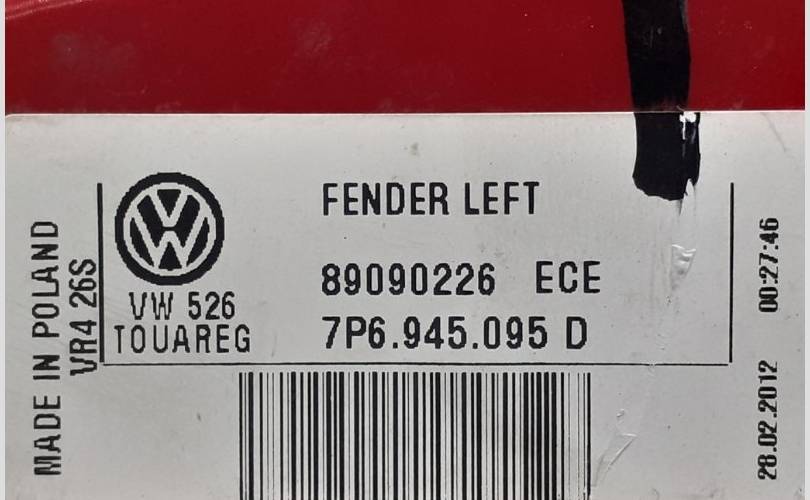 MADE IN POLAND
VR4 26S
VW 526
TOUAREG
FENDER LEFT
89090226 ECE
7P6.945.095 D
28.02.2012 00:27:46